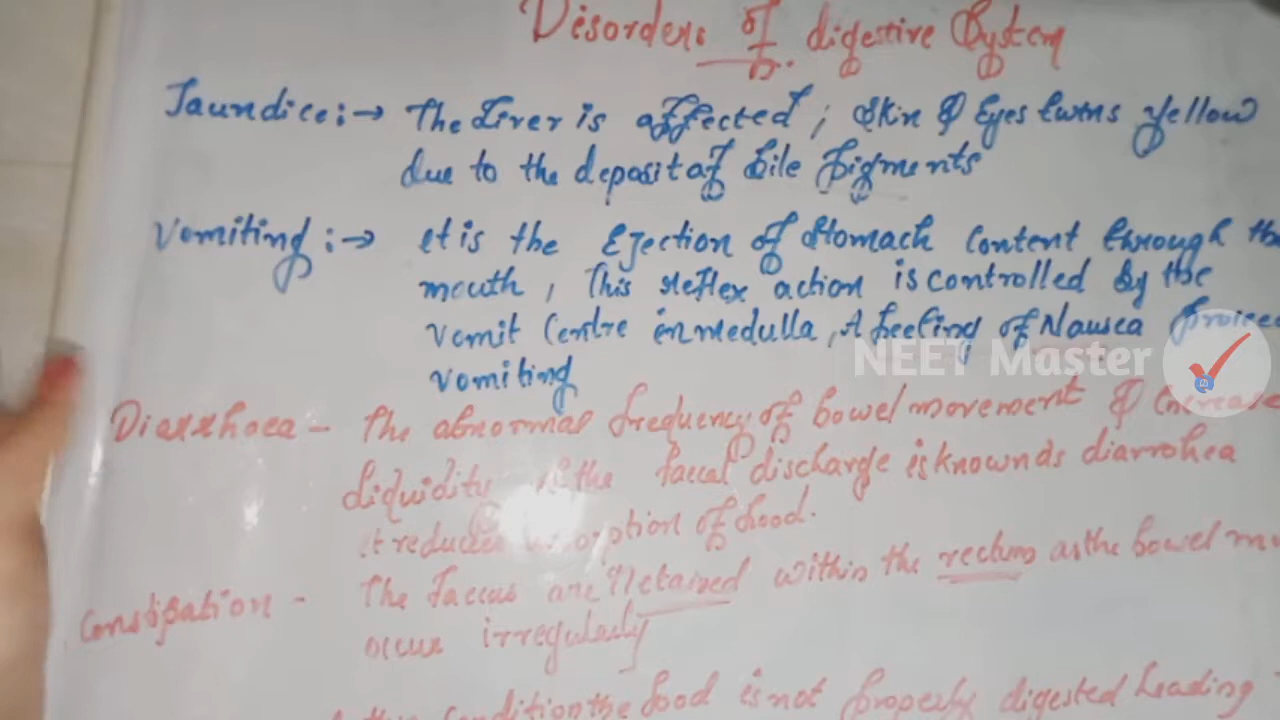 Disorders of digestive System
Jaundice:→ The Liver is affected, Skin & Eyes turns yellow
due to the deposit of bile pigments
Vomiting:→ It is the Ejection of Stomach Content through the
mouth, This reflex action is controlled by the
vomit Centre in medulla, A feeling of Nausea
vomiting
NEET Master
Diarrhoea - The abnormal frequency of bowel movement & increase
liquidity of the faecal discharge is known as diarrohea
it reduces absorption of food.
Constipation - The Faecus are retained within the rectum as the bowel
occur irregularly
condition the food is not properly digested leading